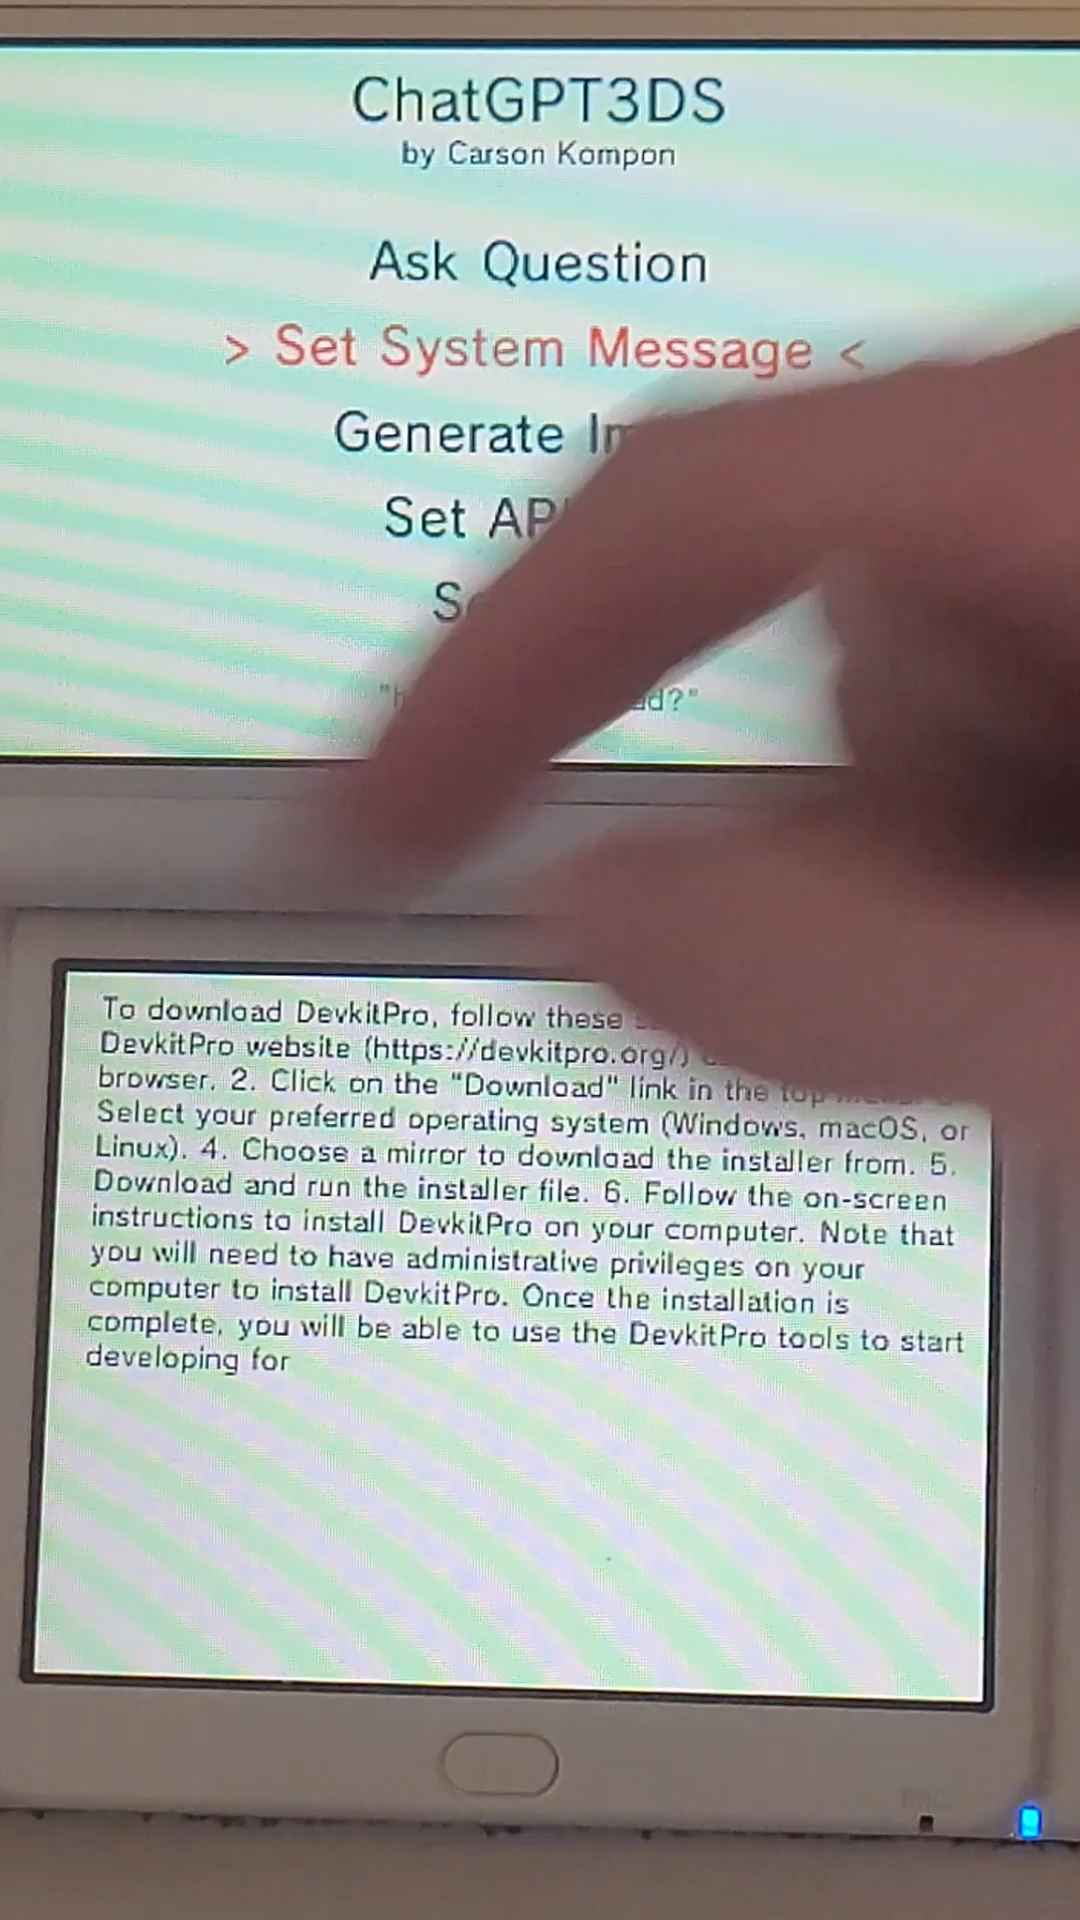 ChatGPT3DS
by Carson Kompon
Ask Question
> Set System Message <
Generate
Set
To download DevkitPro, follow these
DevkitPro website (https://devkitpro.org/)
browser. 2. Click on the "Download" link in the top
Select your preferred operating system (Windows, macOS, or
Linux). 4. Choose a mirror to download the installer from. 5.
Download and run the installer file. 6. Follow the on-screen
instructions to install DevkitPro on your computer. Note that
you will need to have administrative privileges on your
computer to install DevkitPro. Once the installation is
complete, you will be able to use the DevkitPro tools to start
developing for